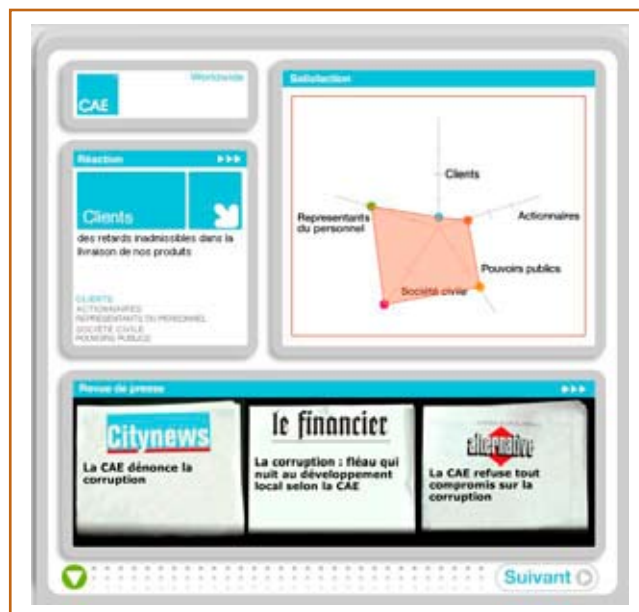 Worldwide
CAE
Réaction
Clients
des retards inadmissibles dans la
livraison de nos produits
CLIENTS
ACTIONNAIRES
REPRÉSENTANTS DU PERSONNEL
SOCIÉTÉ CIVILE
POUVOIRS PUBLICS
Satisfaction
Clients
Actionnaires
Pouvoirs publics
Société civile
Representants
du personnel
Revue de presse
Citynews
La CAE dénonce la
corruption
le financier
La corruption : fléau qui
nuit au développement
local selon la CAE
alternative
La CAE refuse tout
compromis sur la
corruption
Suivant